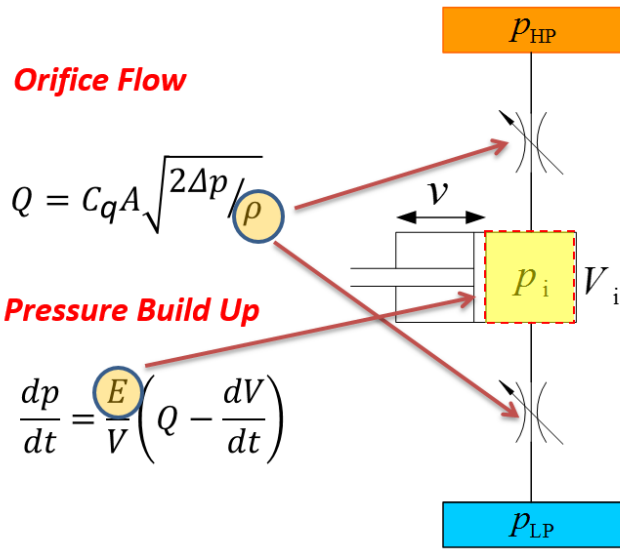 Orifice Flow
Q = C_q A √(2Δp/ρ)
Pressure Build Up
dp/dt = E/V (Q − dV/dt)
p_HP
v
p_i
V_i
p_LP